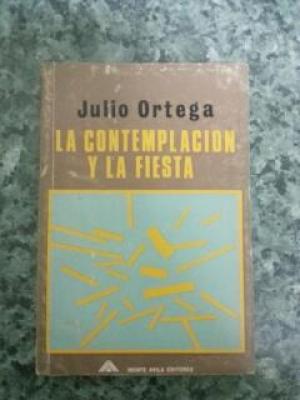 Julio Ortega
LA CONTEMPLACION
Y LA FIESTA
MONTE AVILA EDITORES